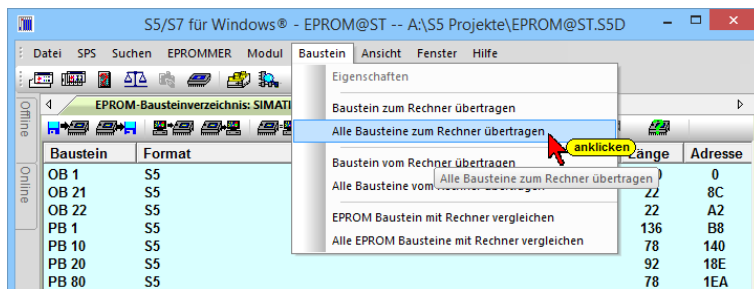 S5/S7 für Windows® - EPROM@ST -- A:\S5 Projekte\EPROM@ST.S5D
Datei SPS Suchen EPROMMER Modul Baustein Ansicht Fenster Hilfe
Eigenschaften
EPROM-Bausteinverzeichnis: SIMATI
Baustein zum Rechner übertragen
Alle Bausteine zum Rechner übertragen
anklicken
Baustein vom Rechner übertragen
Alle Bausteine zum Rechner übertragen
Alle Bausteine vom Rechner übertragen
EPROM Baustein mit Rechner vergleichen
Alle EPROM Bausteine mit Rechner vergleichen
Offline
Online
Baustein Format Länge Adresse
OB 1 S5 0
OB 21 S5 22 8C
OB 22 S5 22 A2
PB 1 S5 136 B8
PB 10 S5 78 140
PB 20 S5 92 18E
PB 80 S5 78 1EA